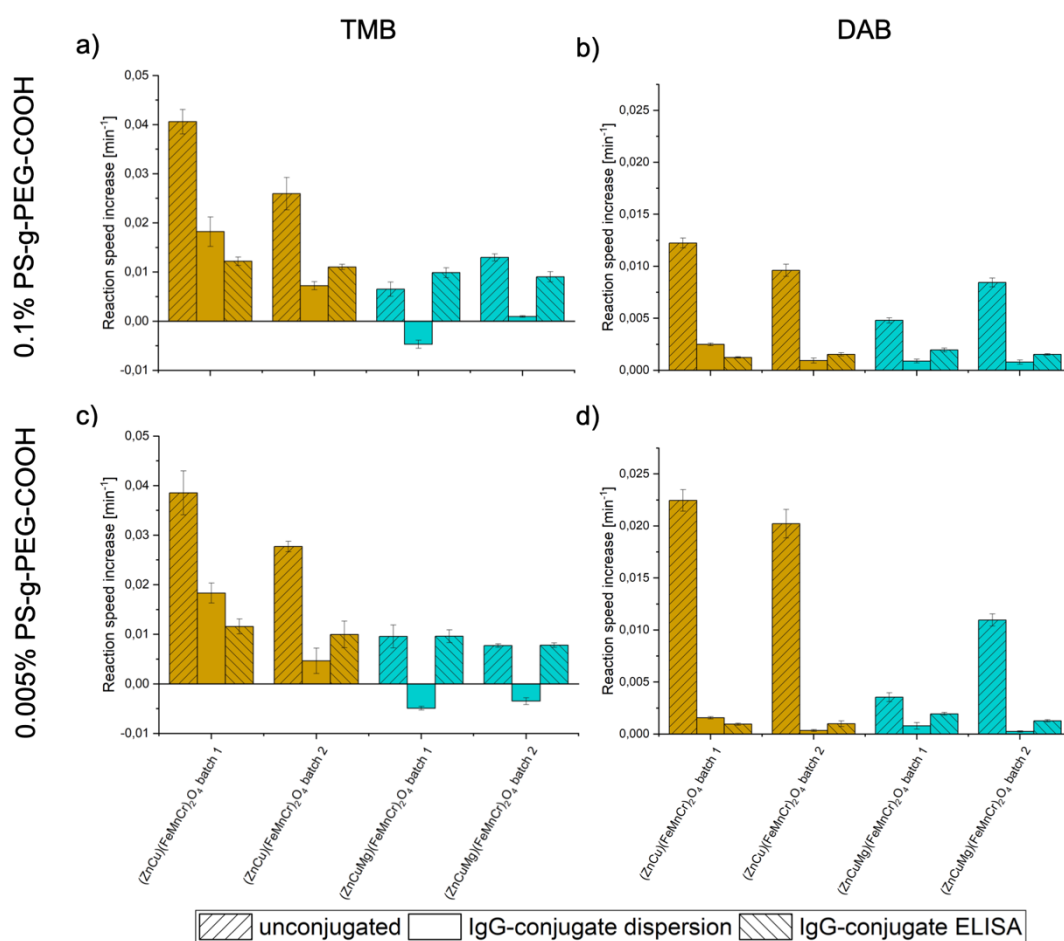 TMB
DAB
0.1% PS-g-PEG-COOH
a)
Reaction speed increase [min⁻¹]
0,05
0,04
0,03
0,02
0,01
0,00
-0,01
b)
Reaction speed increase [min⁻¹]
0,025
0,020
0,015
0,010
0,005
0,000
0.005% PS-g-PEG-COOH
c)
Reaction speed increase [min⁻¹]
0,05
0,04
0,03
0,02
0,01
0,00
-0,01
(ZnCu)(FeMnCr)₂O₄ batch 1
(ZnCu)(FeMnCr)₂O₄ batch 2
(ZnCuMg)(FeMnCr)₂O₄ batch 1
(ZnCuMg)(FeMnCr)₂O₄ batch 2
d)
Reaction speed increase [min⁻¹]
0,025
0,020
0,015
0,010
0,005
0,000
(ZnCu)(FeMnCr)₂O₄ batch 1
(ZnCu)(FeMnCr)₂O₄ batch 2
(ZnCuMg)(FeMnCr)₂O₄ batch 1
(ZnCuMg)(FeMnCr)₂O₄ batch 2
unconjugated IgG-conjugate dispersion IgG-conjugate ELISA